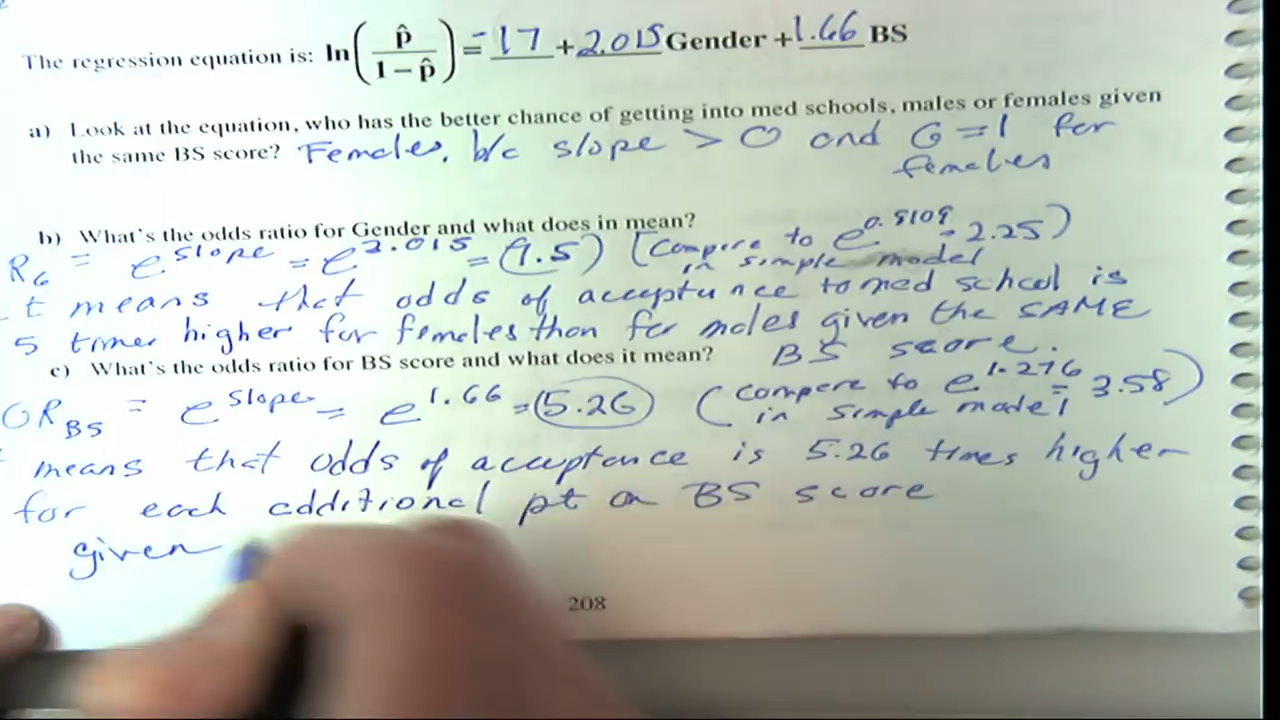 The regression equation is: ln(p̂ / 1 – p̂) = -17 + 2.015 Gender + 1.66 BS
a) Look at the equation, who has the better chance of getting into med schools, males or females given
the same BS score? Females, b/c slope > 0 and G = 1 for
females
b) What's the odds ratio for Gender and what does in mean?
R_G = e^slope = e^2.015 = (7.5) (Compare to e^0.8109 = 2.25)
in simple model
t means that odds of acceptance to med school is
5 times higher for females than for males given the SAME
BS score.
c) What's the odds ratio for BS score and what does it mean?
OR_BS = e^slope = e^1.66 = (5.26) (compare to e^1.276 = 3.58)
in simple model
means that odds of acceptance is 5.26 times higher
for each additional pt on BS score
given
208